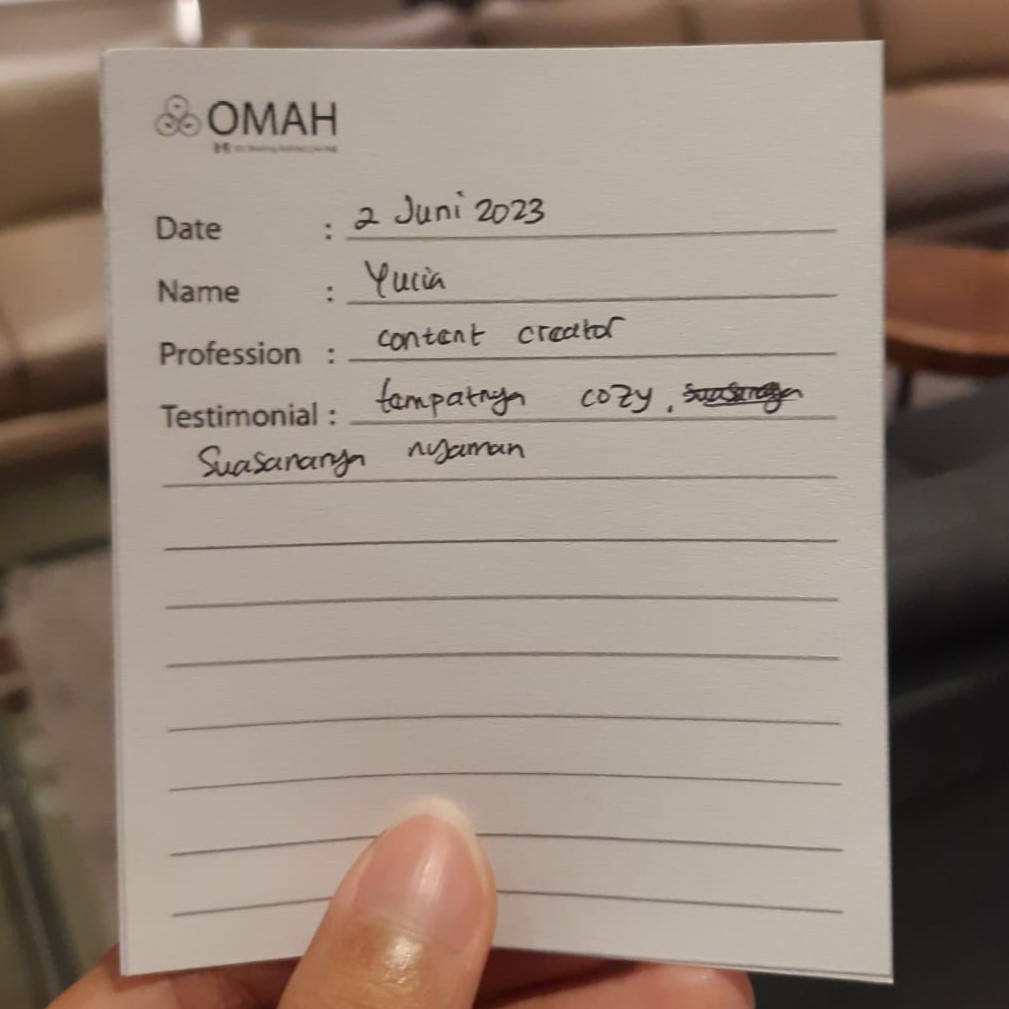 OMAH
Date : 2 Juni 2023
Name : Yucia
Profession : content creator
Testimonial : tempatnya cozy, suasananya
Suasananya nyaman